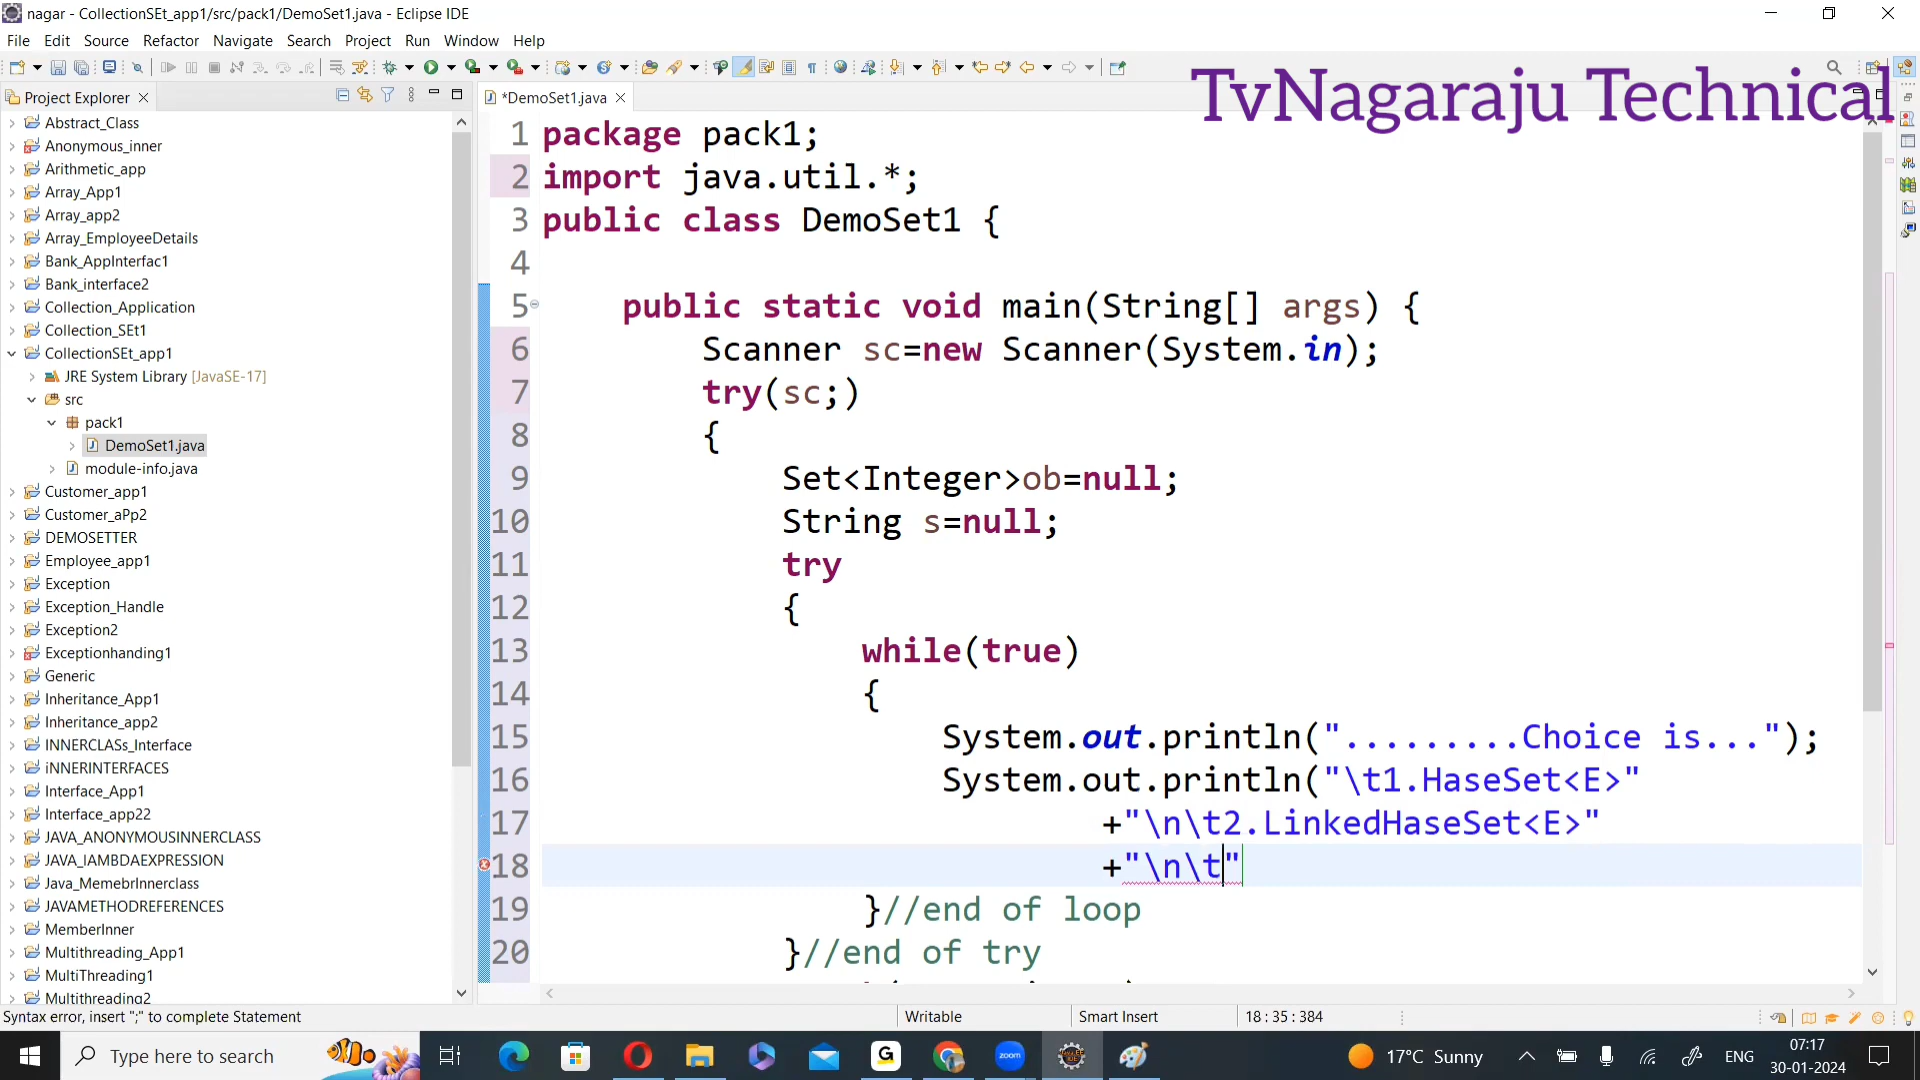 nagar - CollectionSEt_app1/src/pack1/DemoSet1.java - Eclipse IDE
File Edit Source Refactor Navigate Search Project Run Window Help
TvNagaraju Technical
Project Explorer
*DemoSet1.java
Abstract_Class
Anonymous_inner
Arithmetic_app
Array_App1
Array_app2
Array_EmployeeDetails
Bank_AppInterfac1
Bank_interface2
Collection_Application
Collection_SEt1
CollectionSEt_app1
JRE System Library [JavaSE-17]
src
pack1
DemoSet1.java
module-info.java
Customer_app1
Customer_aPp2
DEMOSETTER
Employee_app1
Exception
Exception_Handle
Exception2
Exceptionhanding1
Generic
Inheritance_App1
Inheritance_app2
INNERCLASs_Interface
iNNERINTERFACES
Interface_App1
Interface_app22
JAVA_ANONYMOUSINNERCLASS
JAVA_lAMBDAEXPRESSION
Java_MemebrInnerclass
JAVAMETHODREFERENCES
MemberInner
Multithreading_App1
MultiThreading1
Multithreading2
1 package pack1;
2 import java.util.*;
3 public class DemoSet1 {
4
5 public static void main(String[] args) {
6 Scanner sc=new Scanner(System.in);
7 try(sc;)
8 {
9 Set<Integer>ob=null;
10 String s=null;
11 try
12 {
13 while(true)
14 {
15 System.out.println(".........Choice is...");
16 System.out.println("\t1.HaseSet<E>"
17 +"\n\t2.LinkedHaseSet<E>"
18 +"\n\t"
19 }//end of loop
20 }//end of try
Syntax error, insert ";" to complete Statement
Writable
Smart Insert
18 : 35 : 384
Type here to search
zoom
17°C Sunny
ENG
07:17
30-01-2024